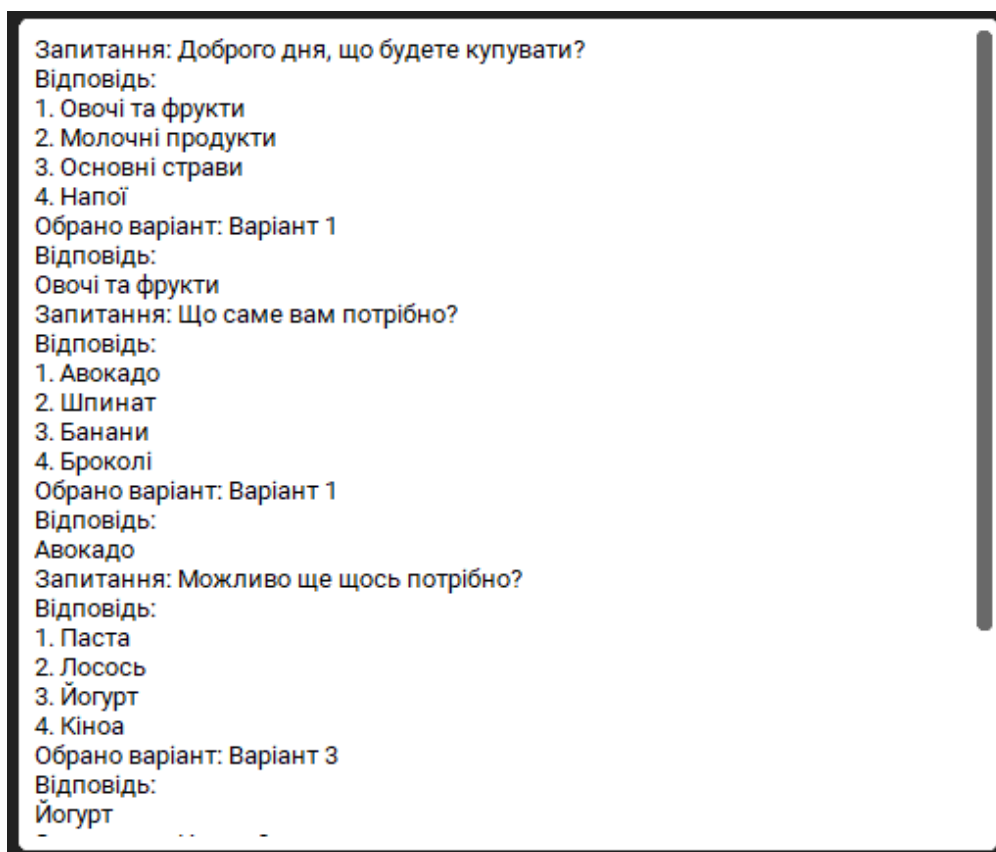 Запитання: Доброго дня, що будете купувати?
Відповідь:
1. Овочі та фрукти
2. Молочні продукти
3. Основні страви
4. Напої
Обрано варіант: Варіант 1
Відповідь:
Овочі та фрукти
Запитання: Що саме вам потрібно?
Відповідь:
1. Авокадо
2. Шпинат
3. Банани
4. Броколі
Обрано варіант: Варіант 1
Відповідь:
Авокадо
Запитання: Можливо ще щось потрібно?
Відповідь:
1. Паста
2. Лосось
3. Йогурт
4. Кіноа
Обрано варіант: Варіант 3
Відповідь:
Йогурт